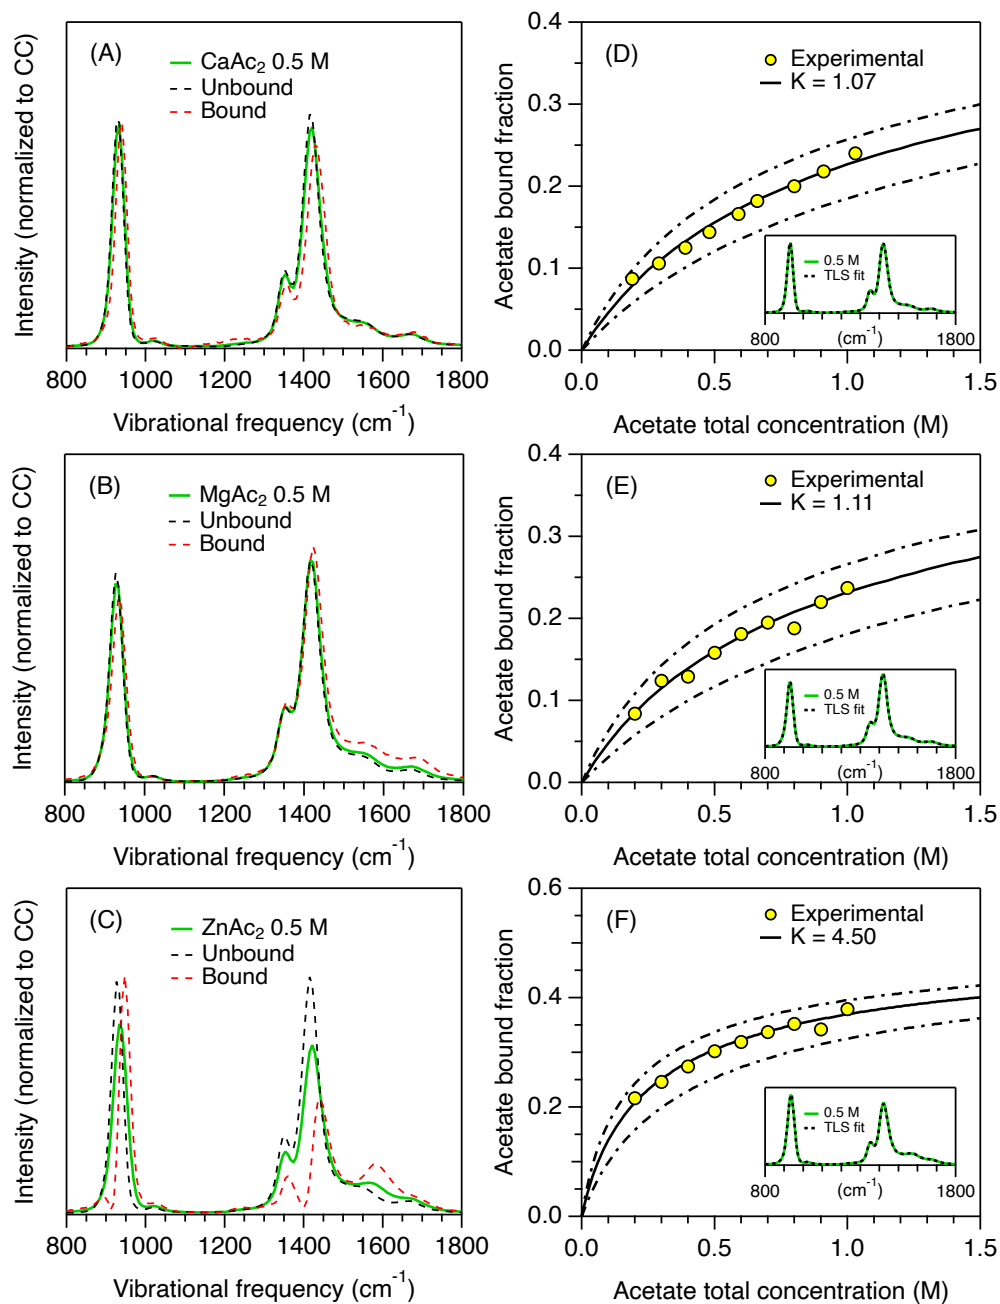 (A)
CaAc2 0.5 M
Unbound
Bound
Intensity (normalized to CC)
800 1000 1200 1400 1600 1800
Vibrational frequency (cm-1)
(D)
Experimental
K = 1.07
Acetate bound fraction
0.4
0.3
0.2
0.1
0.0
0.5 M
TLS fit
800 (cm-1) 1800
0.0 0.5 1.0 1.5
Acetate total concentration (M)
(B)
MgAc2 0.5 M
Unbound
Bound
Intensity (normalized to CC)
800 1000 1200 1400 1600 1800
Vibrational frequency (cm-1)
(E)
Experimental
K = 1.11
Acetate bound fraction
0.4
0.3
0.2
0.1
0.0
0.5 M
TLS fit
800 (cm-1) 1800
0.0 0.5 1.0 1.5
Acetate total concentration (M)
(C)
ZnAc2 0.5 M
Unbound
Bound
Intensity (normalized to CC)
800 1000 1200 1400 1600 1800
Vibrational frequency (cm-1)
(F)
Experimental
K = 4.50
Acetate bound fraction
0.6
0.4
0.2
0.0
0.5 M
TLS fit
800 (cm-1) 1800
0.0 0.5 1.0 1.5
Acetate total concentration (M)